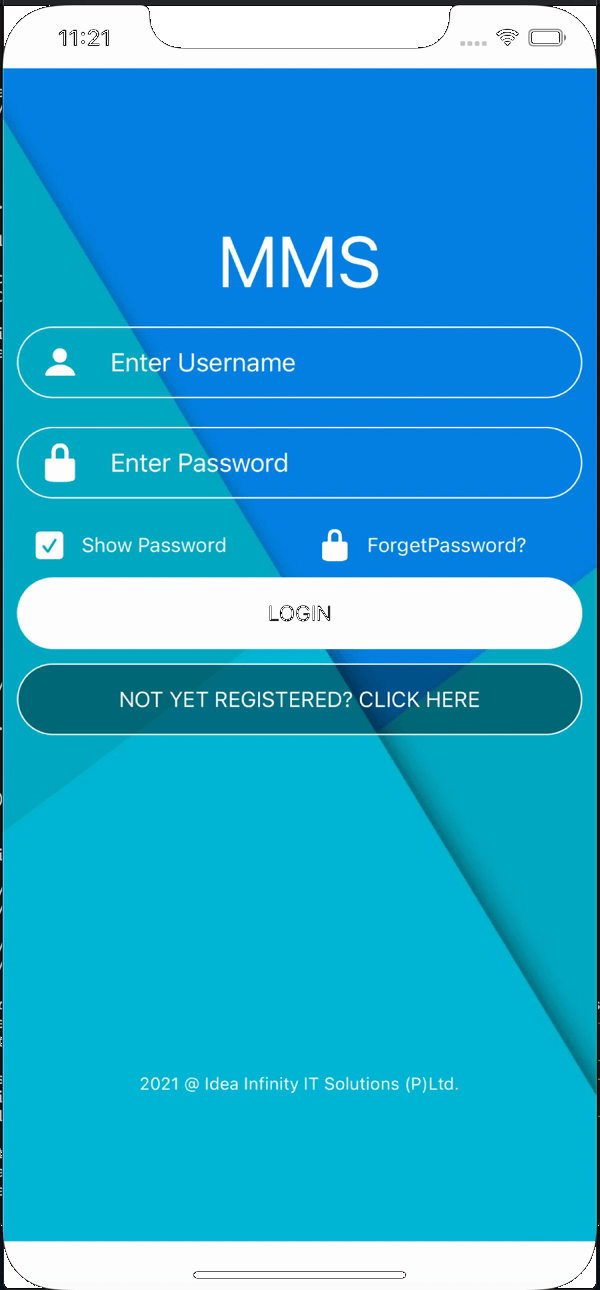 11:21
MMS
Enter Username
Enter Password
Show Password
ForgetPassword?
LOGIN
NOT YET REGISTERED? CLICK HERE
2021 @ Idea Infinity IT Solutions (P)Ltd.